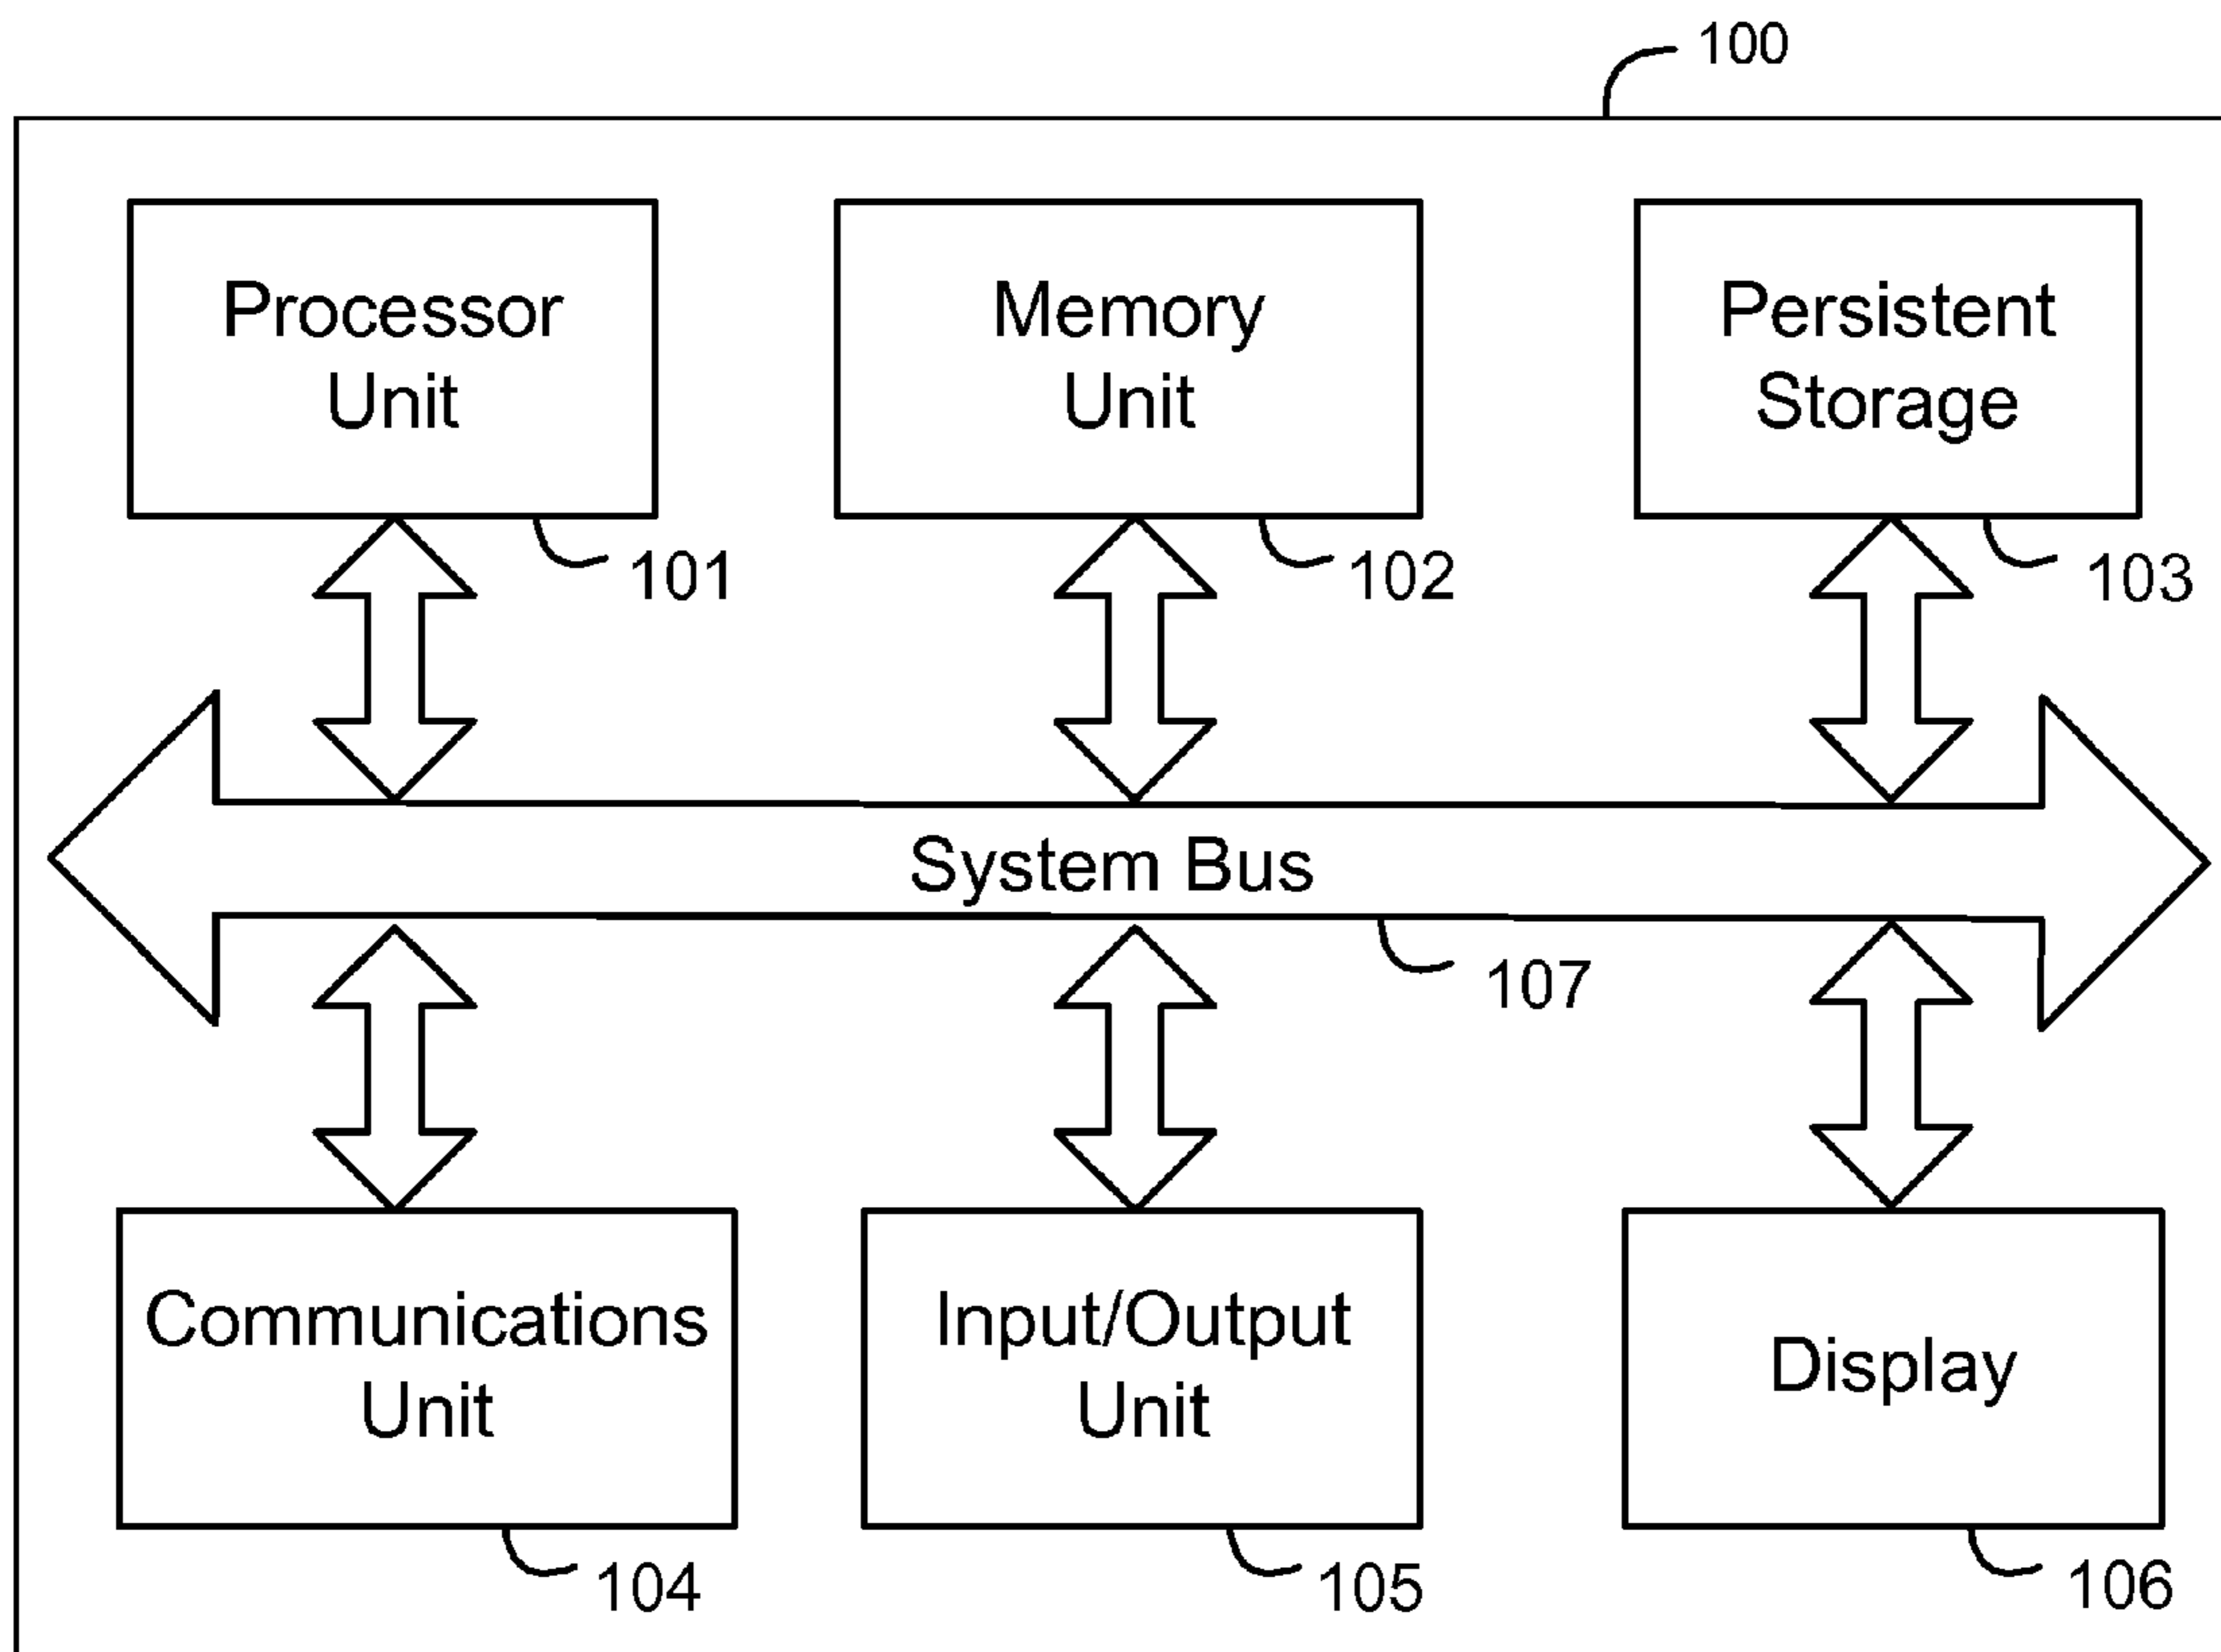 100
Processor
Unit
Memory
Unit
Persistent
Storage
101
102
103
System Bus
107
Communications
Unit
Input/Output
Unit
Display
104
105
106